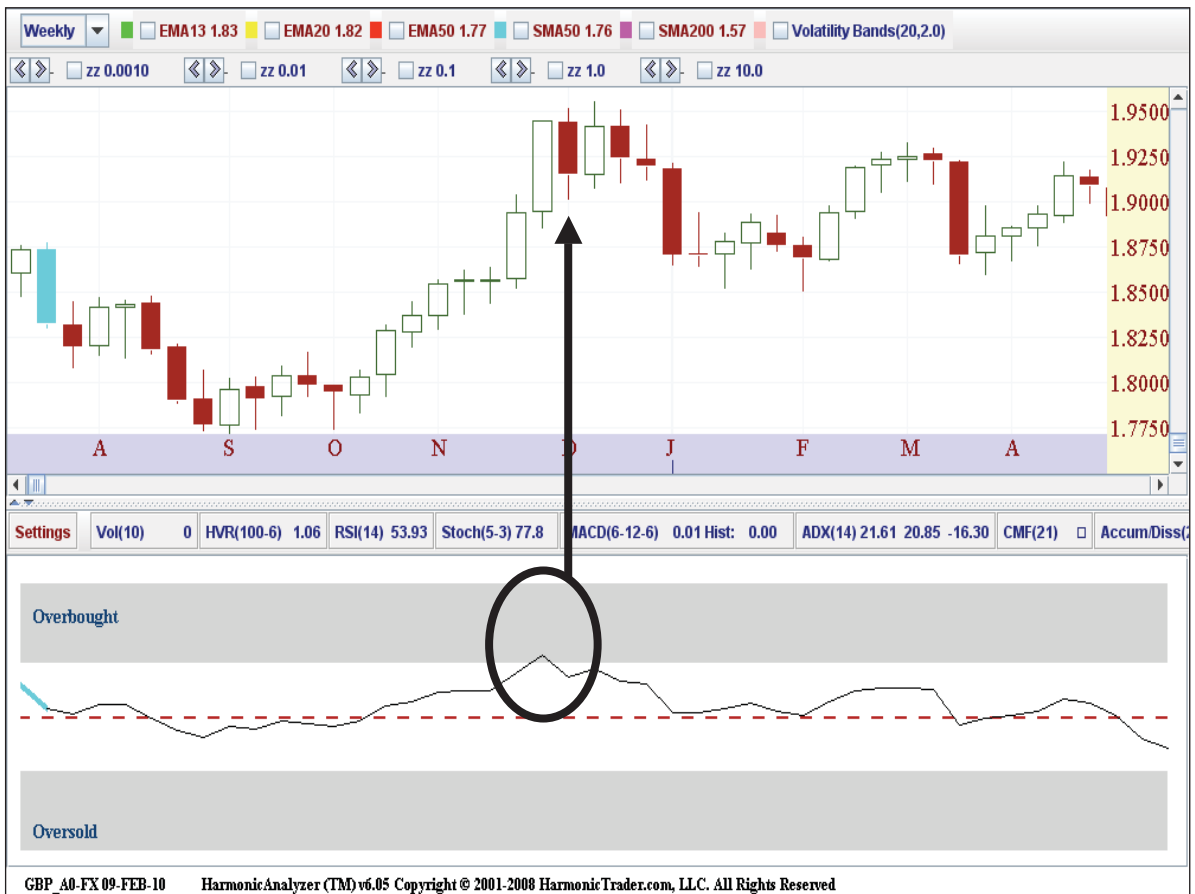 Weekly EMA13 1.83 EMA20 1.82 EMA50 1.77 SMA50 1.76 SMA200 1.57 Volatility Bands(20,2.0)
zz 0.0010 zz 0.01 zz 0.1 zz 1.0 zz 10.0
1.9500
1.9250
1.9000
1.8750
1.8500
1.8250
1.8000
1.7750
A S O N D J F M A
Settings Vol(10) 0 HVR(100-6) 1.06 RSI(14) 53.93 Stoch(5-3) 77.8 MACD(6-12-6) 0.01 Hist: 0.00 ADX(14) 21.61 20.85 -16.30 CMF(21) Accum/Diss(
Overbought
Oversold
GBP_A0-FX 09-FEB-10 HarmonicAnalyzer (TM) v6.05 Copyright © 2001-2008 HarmonicTrader.com, LLC. All Rights Reserved